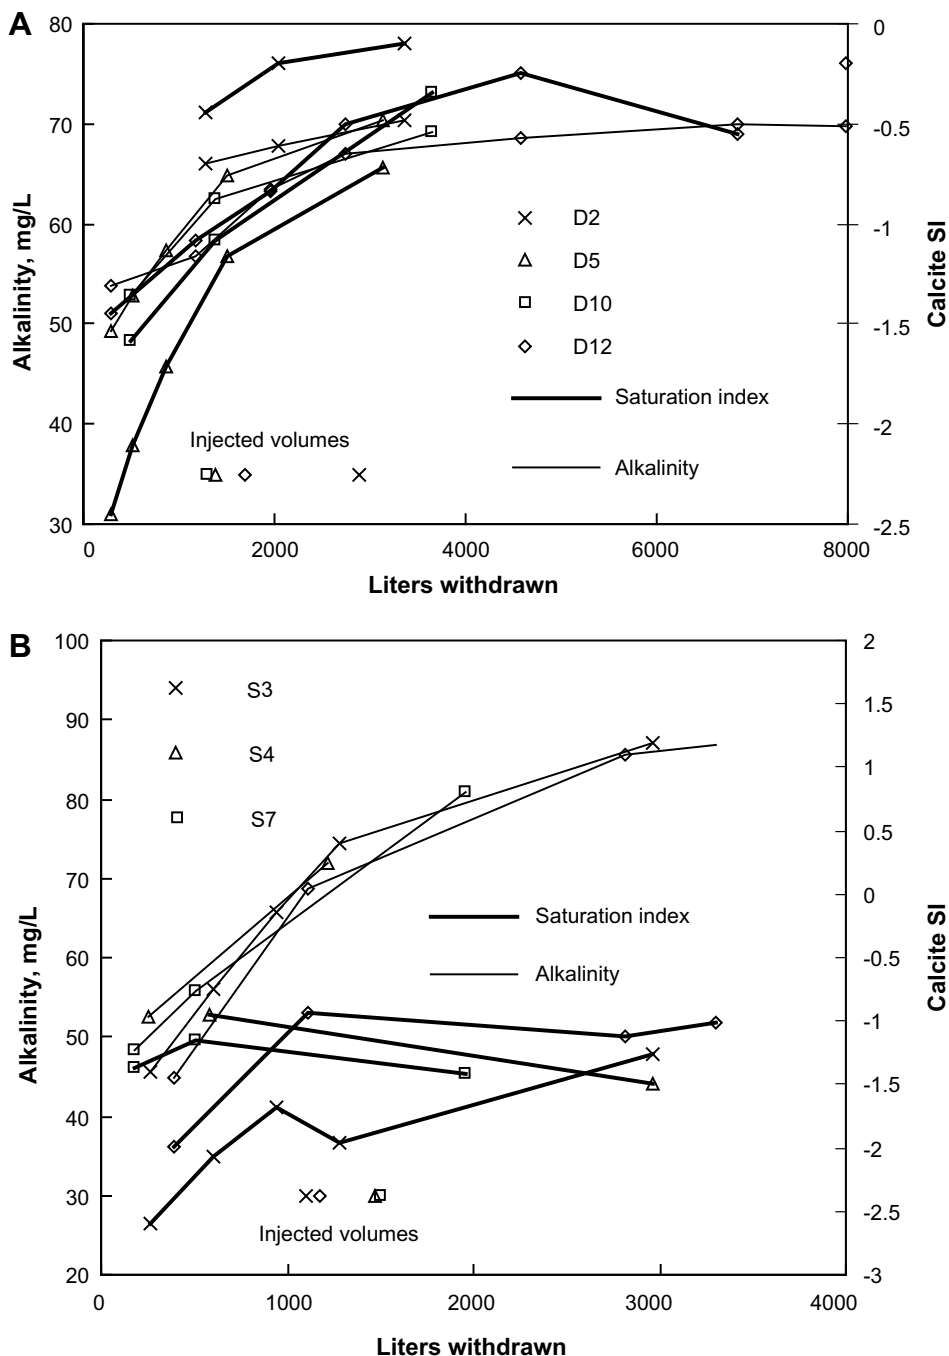 A
80
70
60
50
40
30
Alkalinity, mg/L
0
-0.5
-1
-1.5
-2
-2.5
Calcite SI
D2
D5
D10
D12
Saturation index
Alkalinity
Injected volumes
0
2000
4000
6000
8000
Liters withdrawn
B
100
90
80
70
60
50
40
30
20
Alkalinity, mg/L
2
1.5
1
0.5
0
-0.5
-1
-1.5
-2
-2.5
-3
Calcite SI
S3
S4
S7
Saturation index
Alkalinity
Injected volumes
0
1000
2000
3000
4000
Liters withdrawn